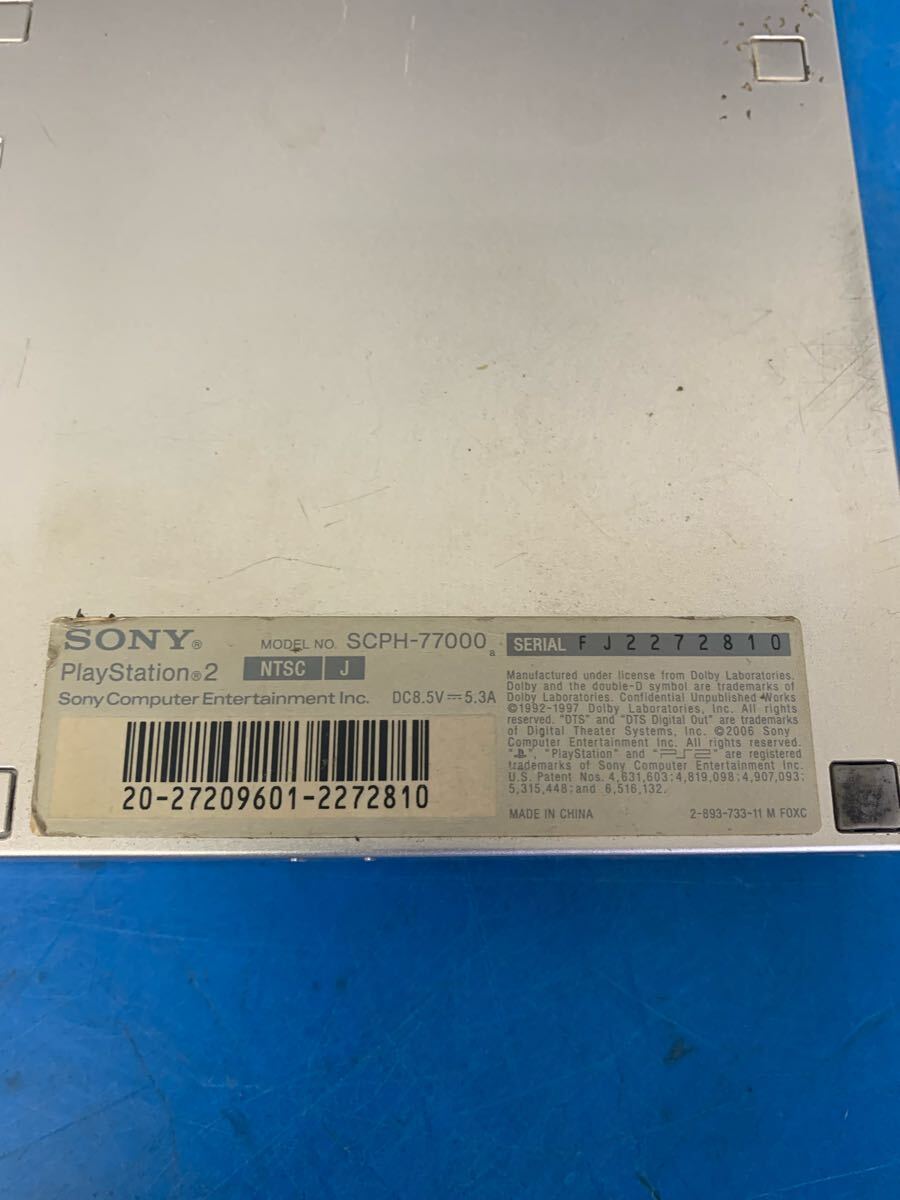 SONY®
MODEL NO. SCPH-77000 a
PlayStation®2 NTSC J
Sony Computer Entertainment Inc. DC8.5V⎓5.3A
20-27209601-2272810
SERIAL FJ2272810
Manufactured under license from Dolby Laboratories.
Dolby and the double-D symbol are trademarks of
Dolby Laboratories. Confidential Unpublished Works
©1992-1997 Dolby Laboratories, Inc. All rights
reserved. "DTS" and "DTS Digital Out" are trademarks
of Digital Theater Systems, Inc. ©2006 Sony
Computer Entertainment Inc. All rights reserved.
"PS", "PlayStation" and "PS2" are registered
trademarks of Sony Computer Entertainment Inc.
U.S. Patent Nos. 4,631,603;4,819,098;4,907,093;
5,315,448;and 6,516,132.
MADE IN CHINA 2-893-733-11 M FOXC